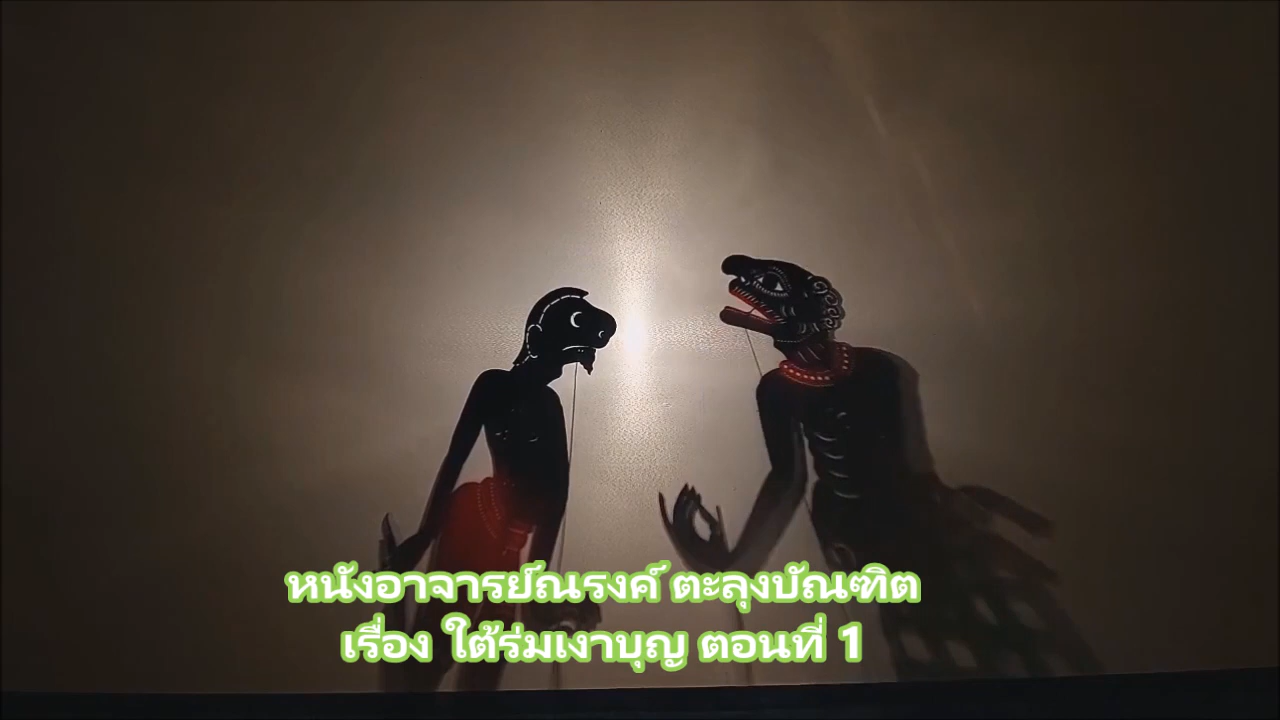 หนังอาจารย์ณรงค์ ตะลุงบัณฑิต
เรื่อง ใต้ร่มเงาบุญ ตอนที่ 1